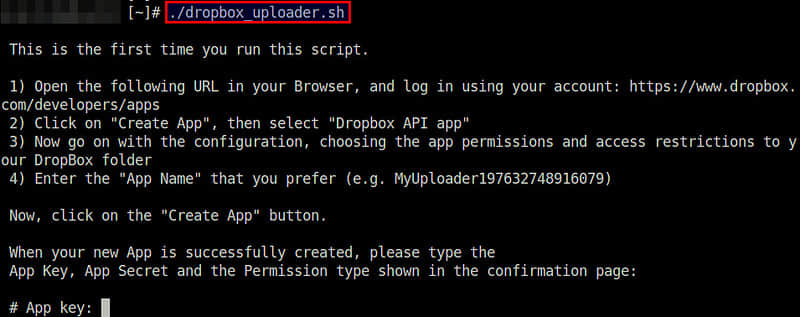 [~]# ./dropbox_uploader.sh
This is the first time you run this script.
1) Open the following URL in your Browser, and log in using your account: https://www.dropbox.
com/developers/apps
2) Click on "Create App", then select "Dropbox API app"
3) Now go on with the configuration, choosing the app permissions and access restrictions to y
our DropBox folder
4) Enter the "App Name" that you prefer (e.g. MyUploader197632748916079)
Now, click on the "Create App" button.
When your new App is successfully created, please type the
App Key, App Secret and the Permission type shown in the confirmation page:
# App key: